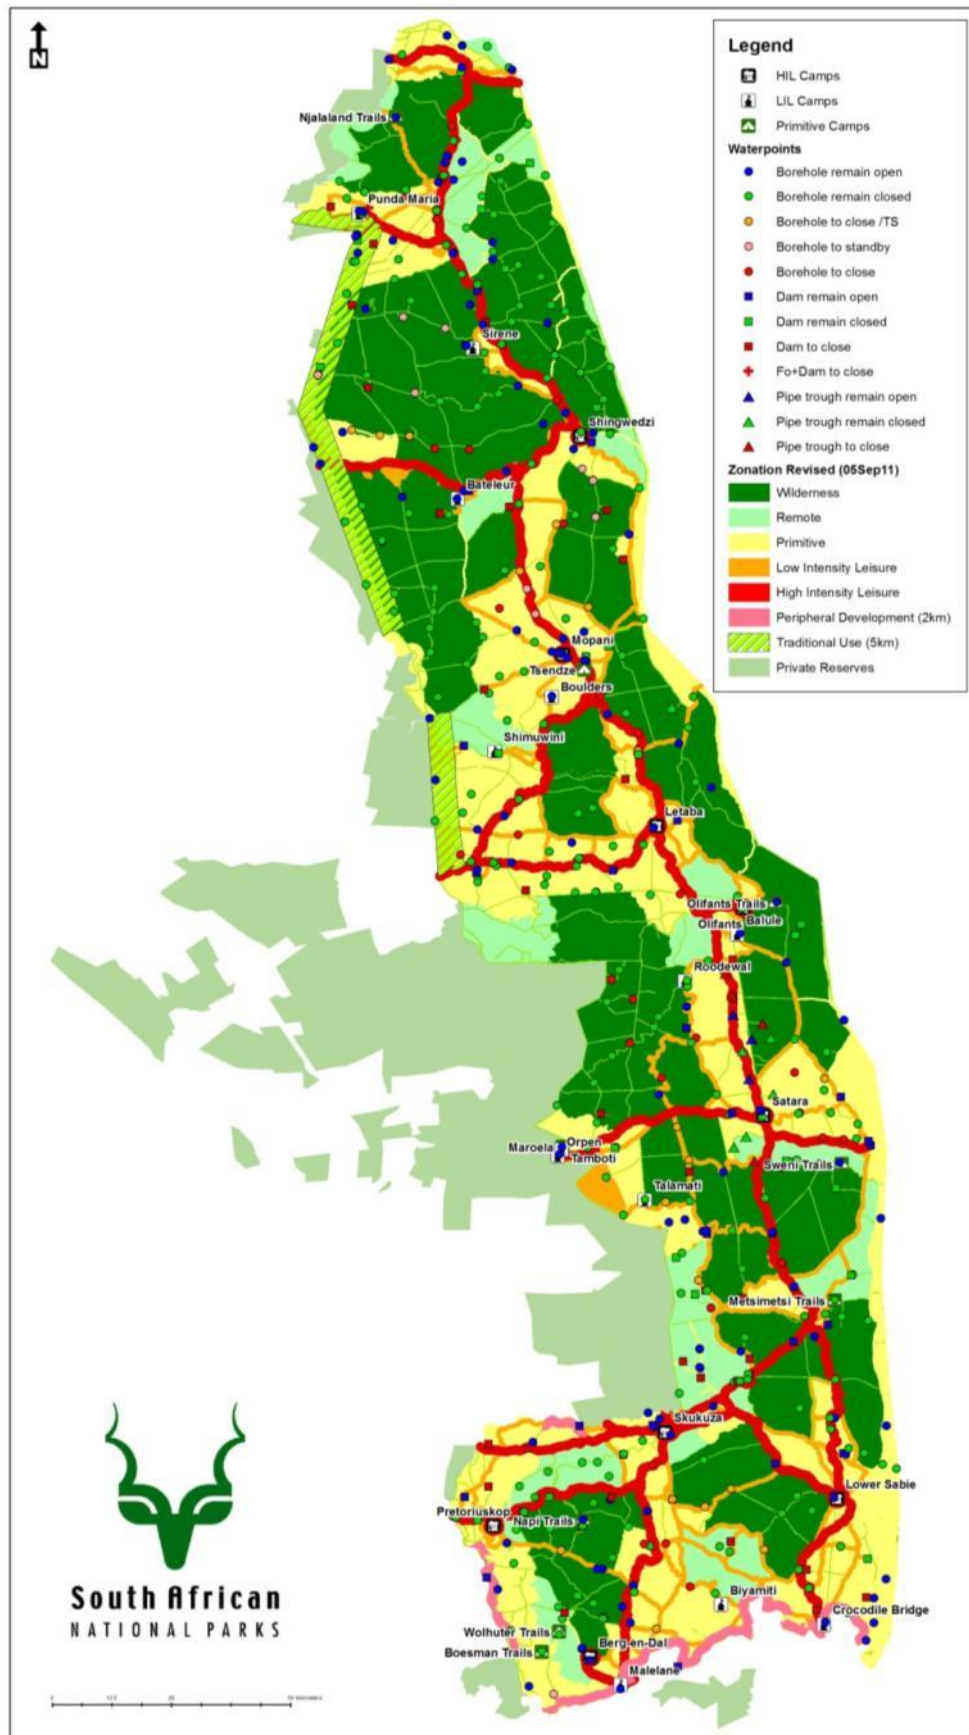 N
Legend
HIL Camps
LIL Camps
Primitive Camps
Waterpoints
Borehole remain open
Borehole remain closed
Borehole to close /TS
Borehole to standby
Borehole to close
Dam remain open
Dam remain closed
Dam to close
Fo+Dam to close
Pipe trough remain open
Pipe trough remain closed
Pipe trough to close
Zonation Revised (05Sep11)
Wilderness
Remote
Primitive
Low Intensity Leisure
High Intensity Leisure
Peripheral Development (2km)
Traditional Use (5km)
Private Reserves
Njalaland Trails
Punda Maria
Sirene
Shingwedzi
Bateleur
Mopani
Tsendze
Boulders
Shimuwini
Letaba
Olifants Trails
Balule
Olifants
Roodewal
Satara
Orpen
Maroela
Tamboti
Sweni Trails
Talamati
Metsimetsi Trails
Skukuza
Lower Sabie
Pretoriuskop
Napi Trails
Biyamiti
Crocodile Bridge
Wolhuter Trails
Berg-en-Dal
Boesman Trails
Malelane
South African
NATIONAL PARKS